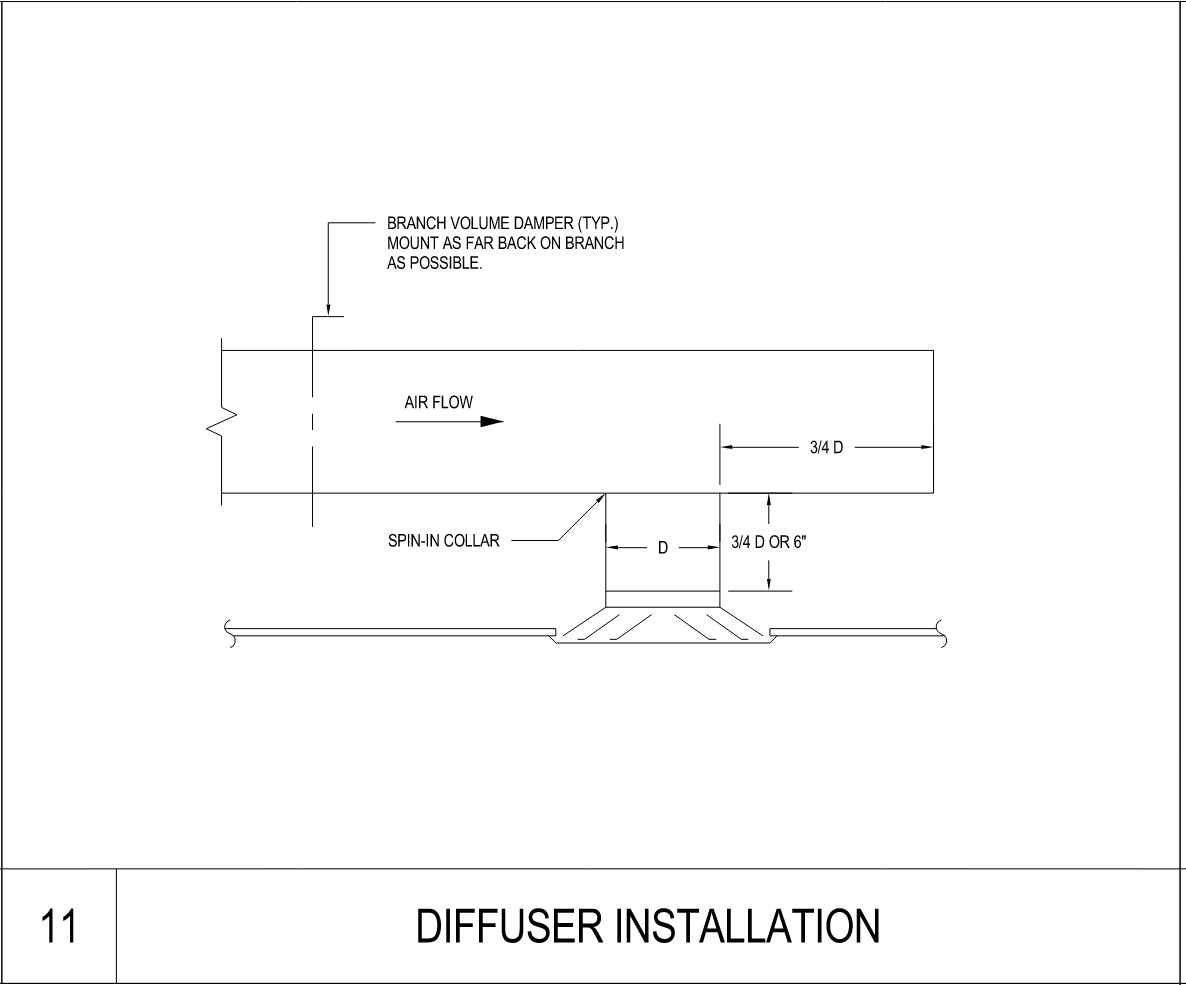 BRANCH VOLUME DAMPER (TYP.)
MOUNT AS FAR BACK ON BRANCH
AS POSSIBLE.
AIR FLOW
3/4 D
SPIN-IN COLLAR
D
3/4 D OR 6"
11
DIFFUSER INSTALLATION